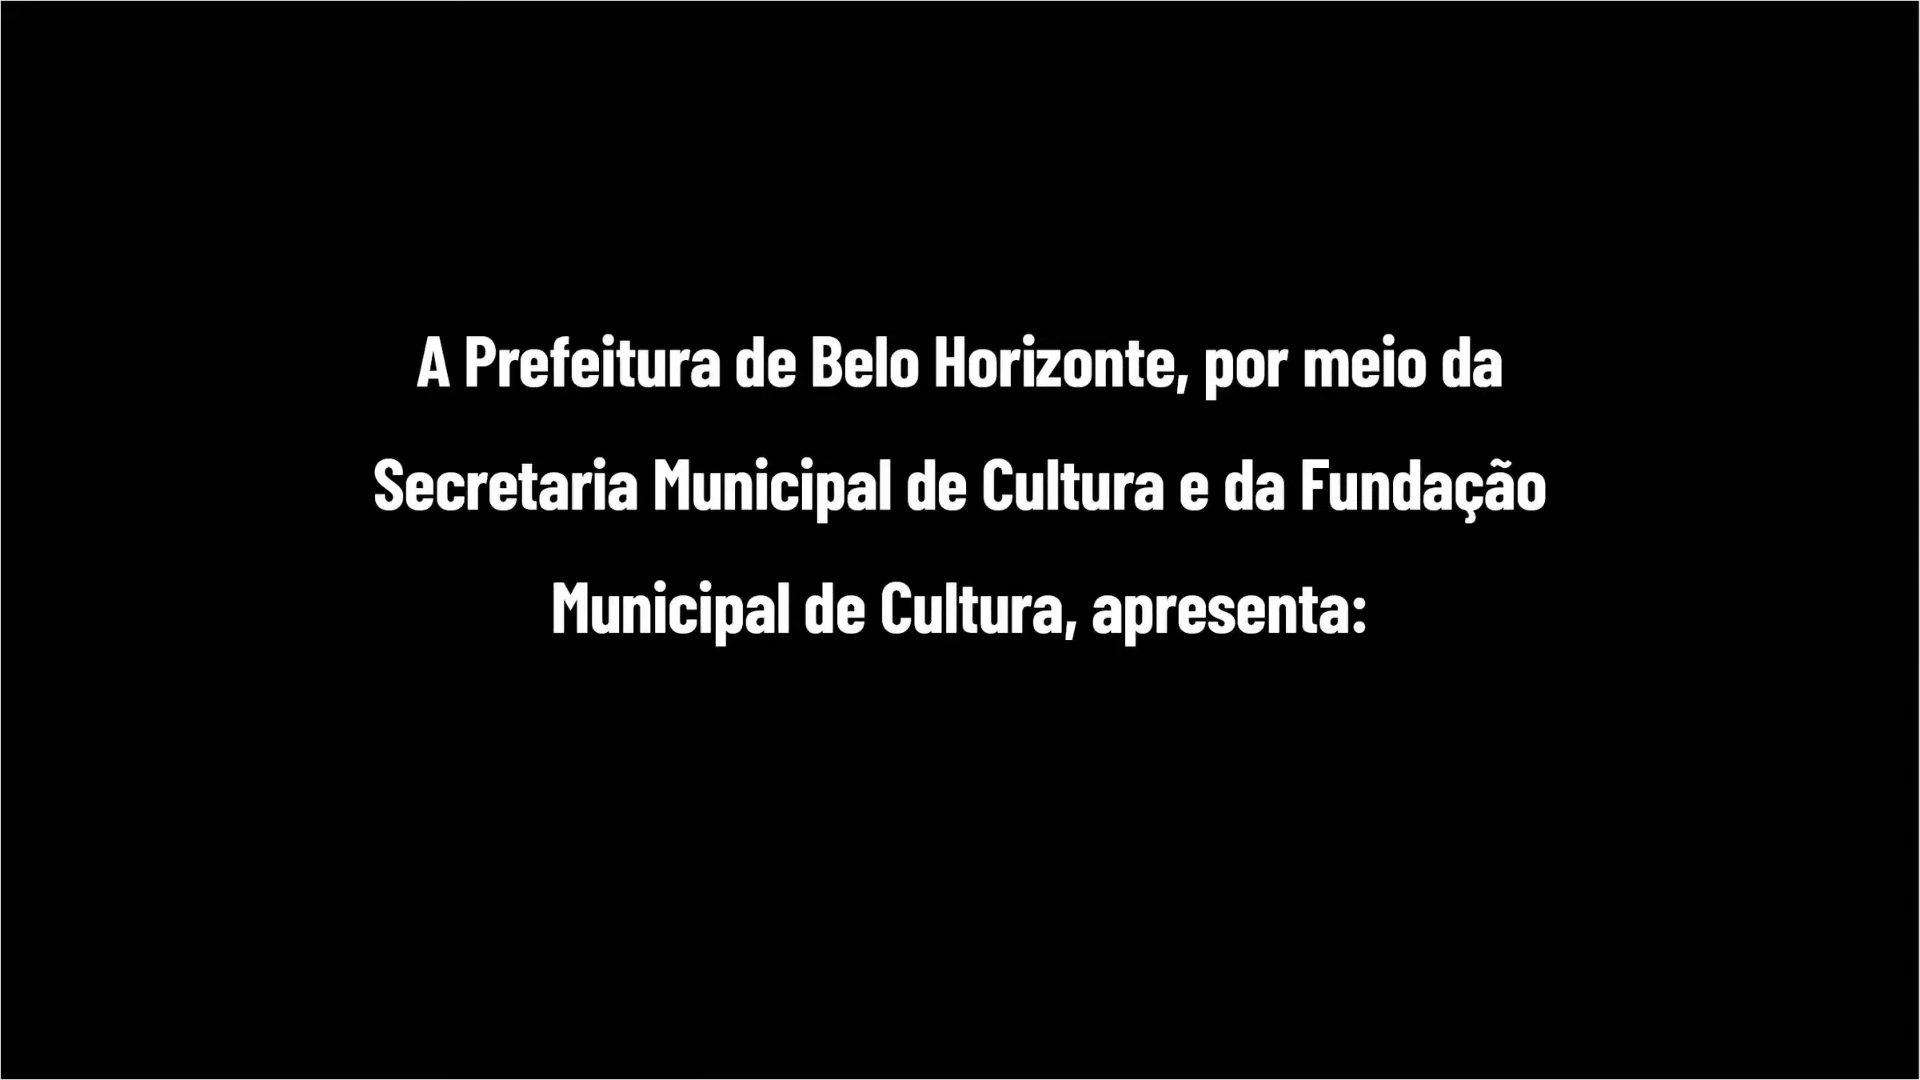 A Prefeitura de Belo Horizonte, por meio da
Secretaria Municipal de Cultura e da Fundação
Municipal de Cultura, apresenta: